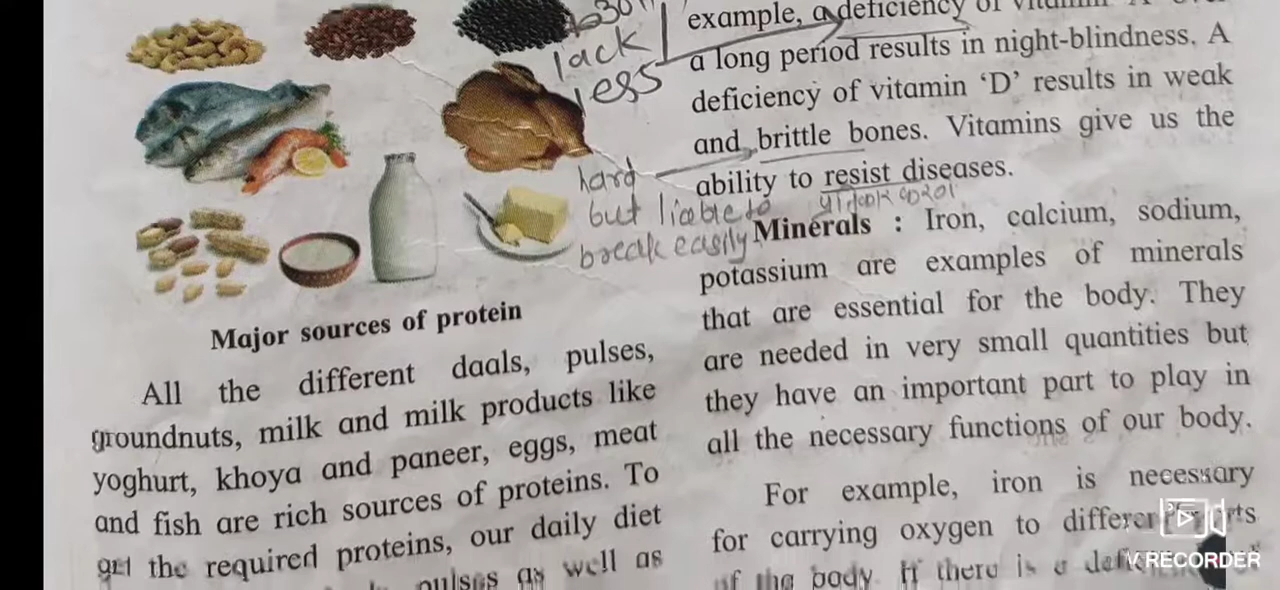 Major sources of protein
All the different daals, pulses,
groundnuts, milk and milk products like
yoghurt, khoya and paneer, eggs, meat
and fish are rich sources of proteins. To
get the required proteins, our daily diet
pulses as well as
lack
less
example, a deficiency of vitamin
a long period results in night-blindness. A
deficiency of vitamin ‘D’ results in weak
and brittle bones. Vitamins give us the
ability to resist diseases.
hard
but liable to
break easily
Minerals : Iron, calcium, sodium,
potassium are examples of minerals
that are essential for the body. They
are needed in very small quantities but
they have an important part to play in
all the necessary functions of our body.
For example, iron is necessary
for carrying oxygen to different
of the body. If there is a
V RECORDER